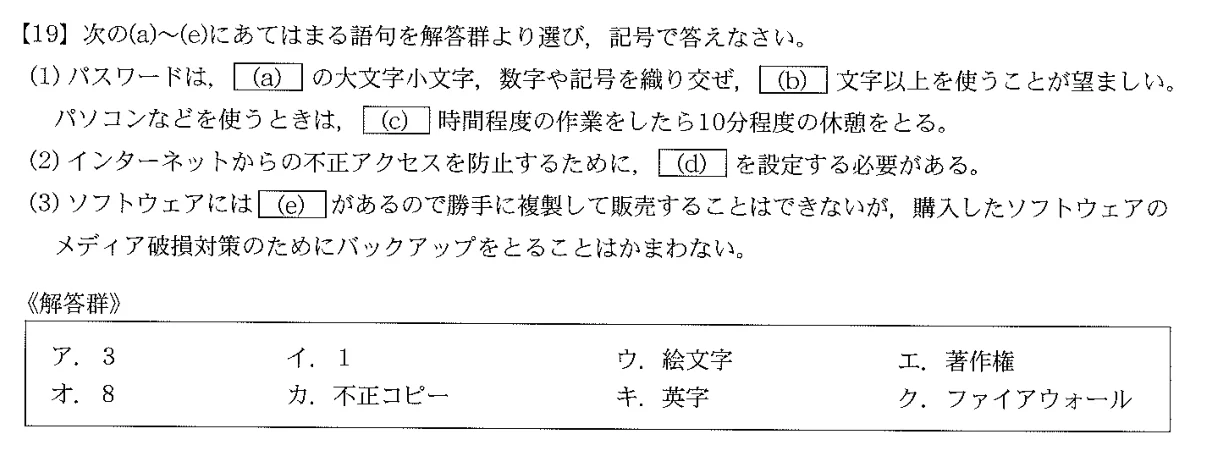 【19】次の(a)～(e)にあてはまる語句を解答群より選び，記号で答えなさい。
(1) パスワードは，(a)の大文字小文字，数字や記号を織り交ぜ，(b)文字以上を使うことが望ましい。
パソコンなどを使うときは，(c)時間程度の作業をしたら10分程度の休憩をとる。
(2) インターネットからの不正アクセスを防止するために，(d)を設定する必要がある。
(3) ソフトウェアには(e)があるので勝手に複製して販売することはできないが，購入したソフトウェアの
メディア破損対策のためにバックアップをとることはかまわない。
《解答群》
ア．3 イ．1 ウ．絵文字 エ．著作権
オ．8 カ．不正コピー キ．英字 ク．ファイアウォール